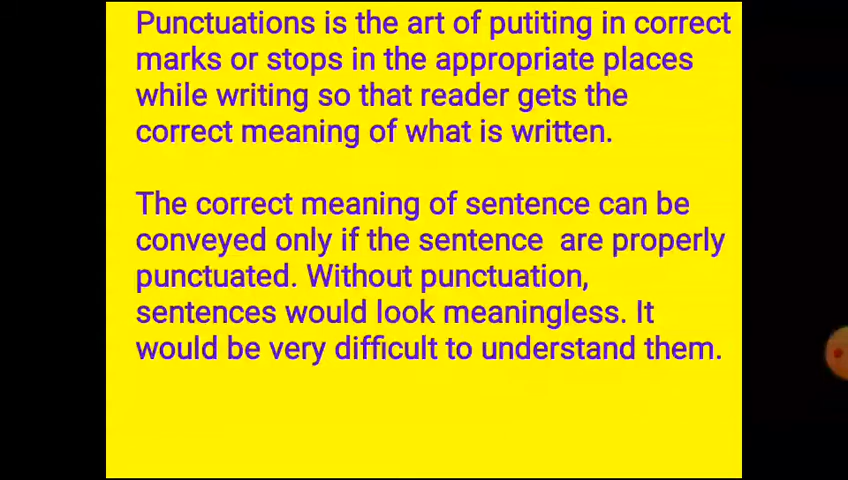 Punctuations is the art of putiting in correct
marks or stops in the appropriate places
while writing so that reader gets the
correct meaning of what is written.
The correct meaning of sentence can be
conveyed only if the sentence  are properly
punctuated. Without punctuation,
sentences would look meaningless. It
would be very difficult to understand them.